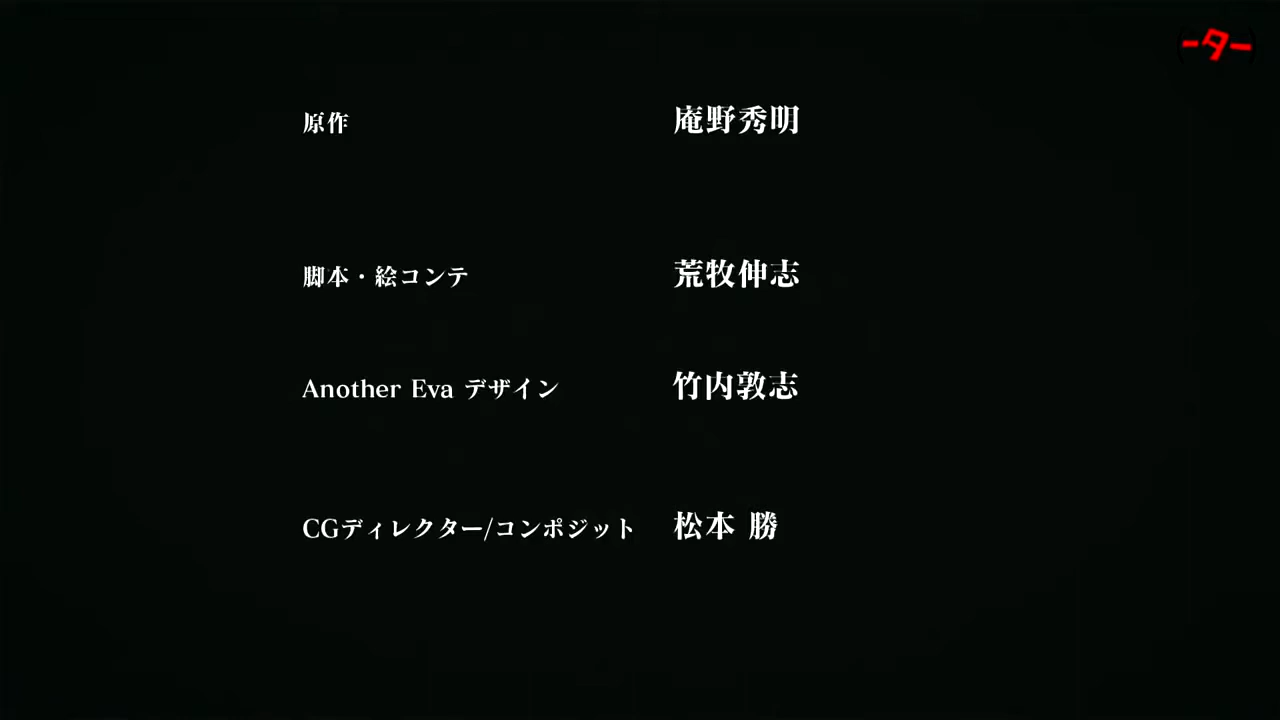 ーター
原作 庵野秀明
脚本・絵コンテ 荒牧伸志
Another Eva デザイン 竹内敦志
CGディレクター/コンポジット 松本 勝